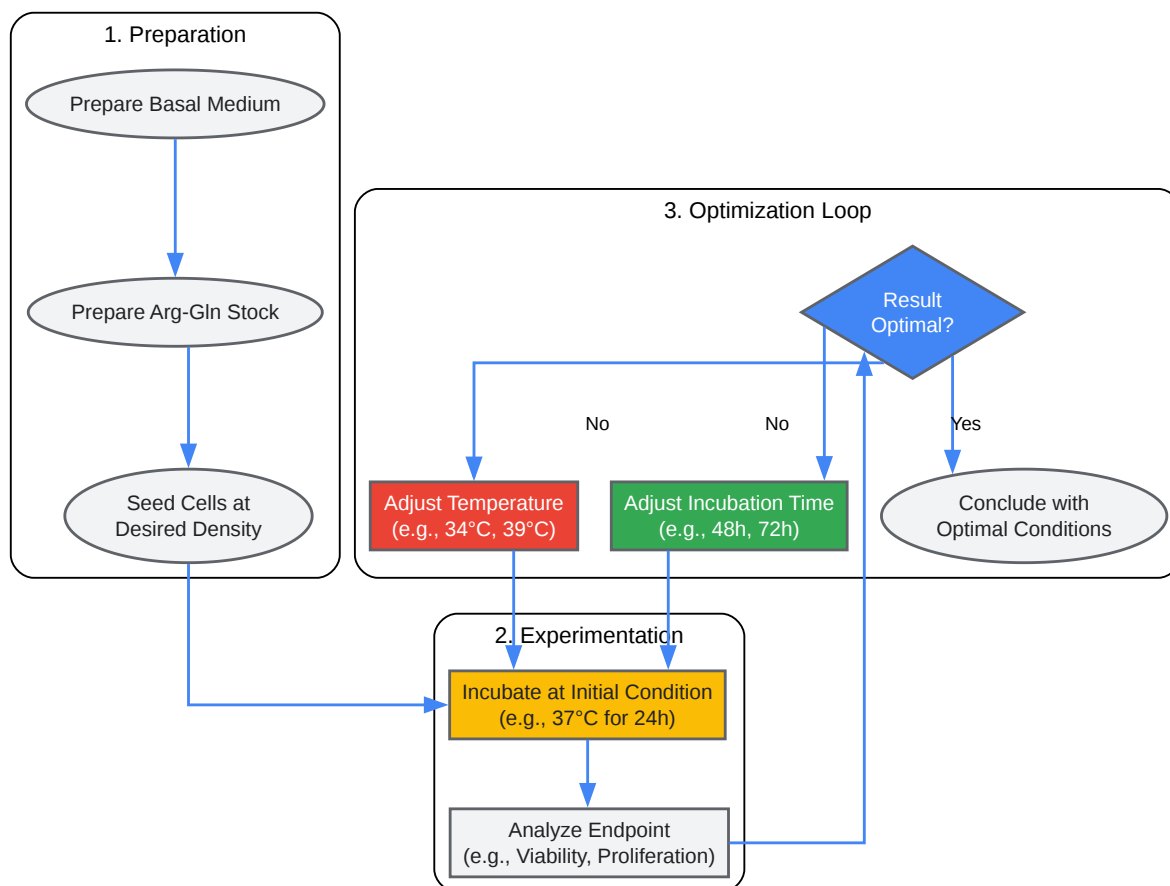 1. Preparation
Prepare Basal Medium
Prepare Arg-Gln Stock
Seed Cells at
Desired Density
3. Optimization Loop
Result
Optimal?
No
No
Yes
Adjust Temperature
(e.g., 34°C, 39°C)
Adjust Incubation Time
(e.g., 48h, 72h)
Conclude with
Optimal Conditions
2. Experimentation
Incubate at Initial Condition
(e.g., 37°C for 24h)
Analyze Endpoint
(e.g., Viability, Proliferation)